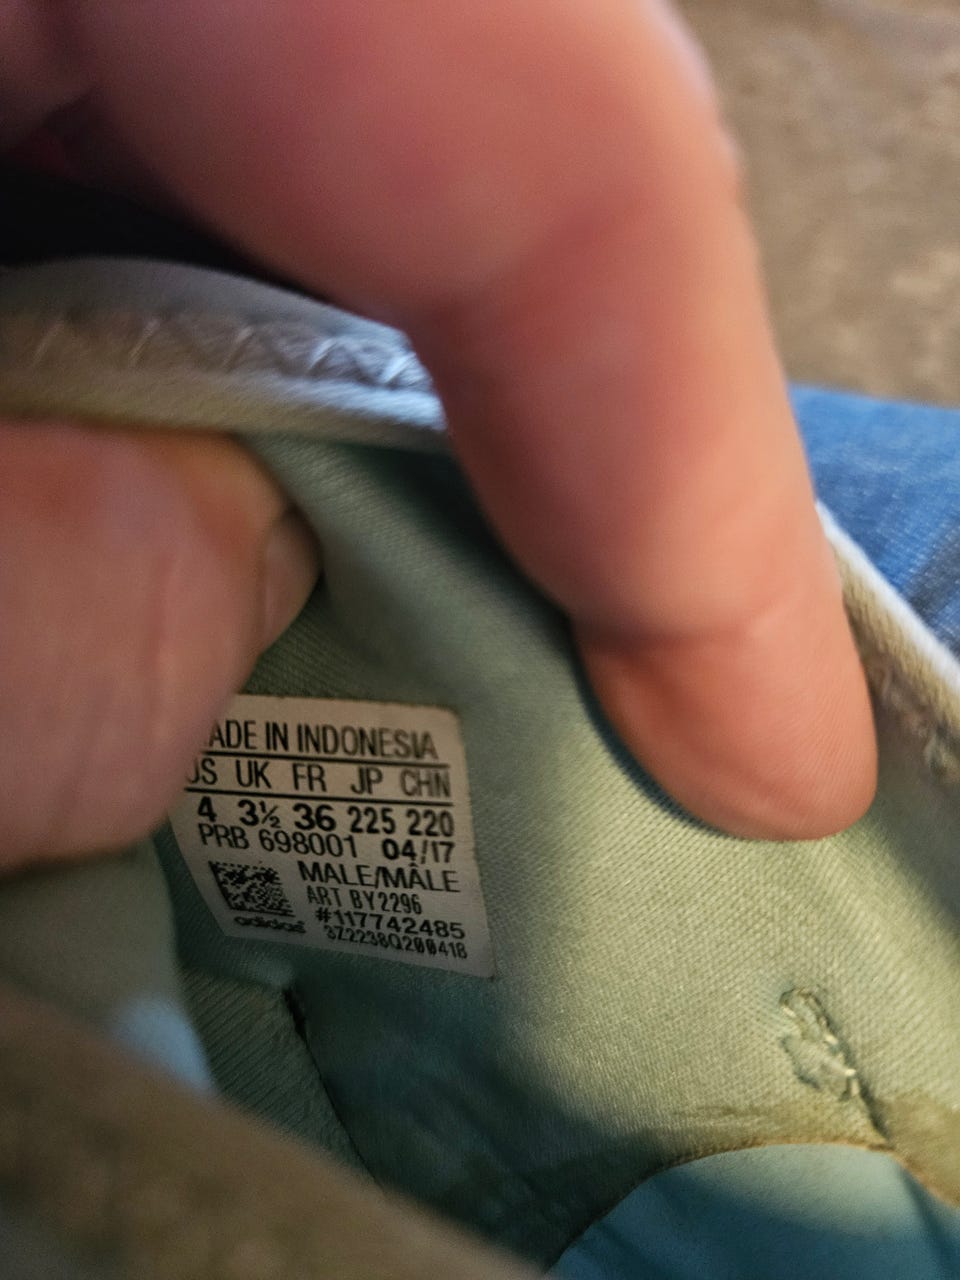 ADE IN INDONESIA
US UK FR JP CHN
4 3½ 36 225 220
PRB 698001 04/17
MALE/MÂLE
ART BY2296
#117742485
adidas 3Z2238Q200418